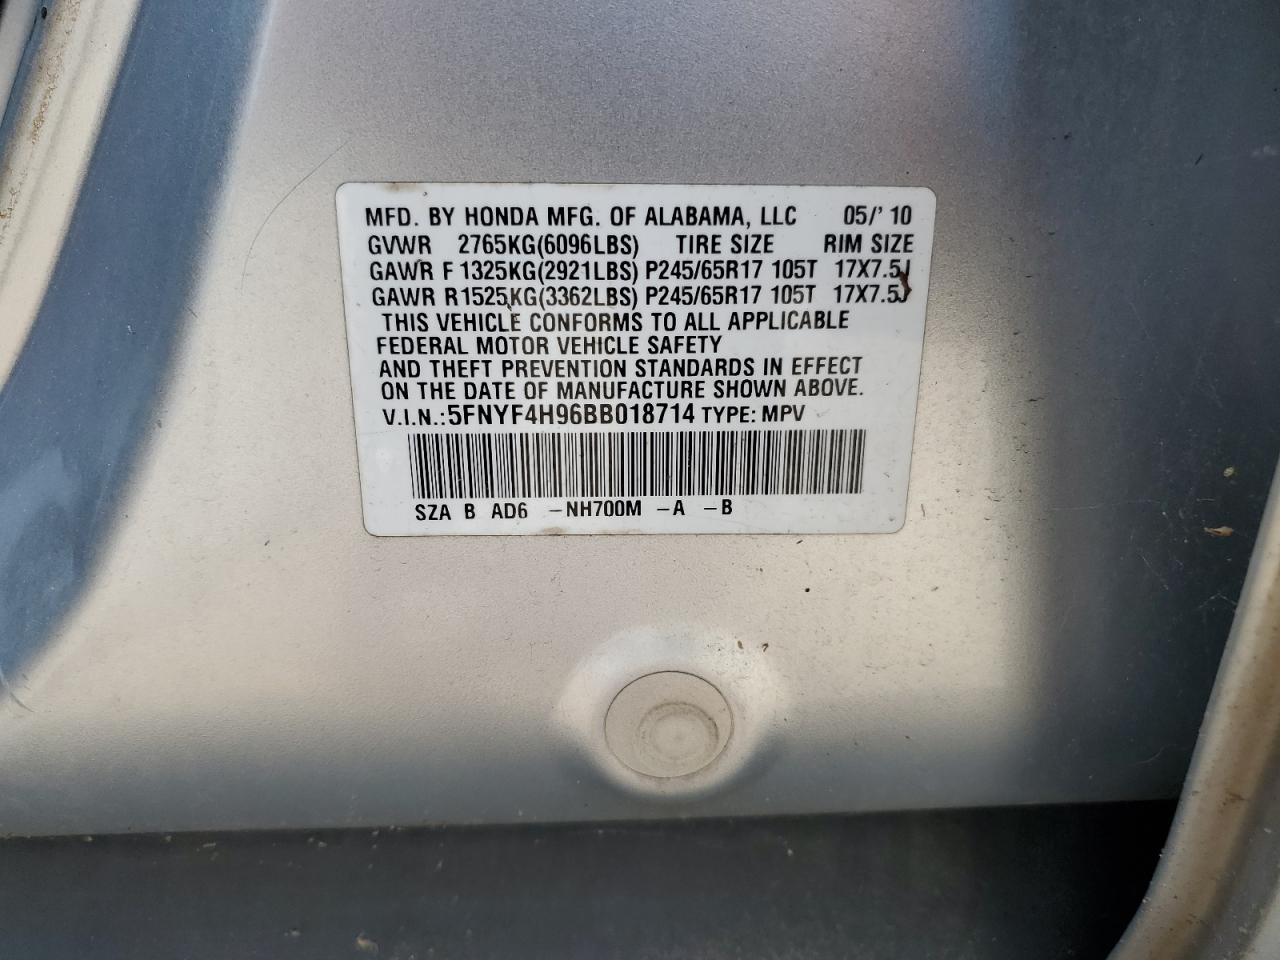 MFD. BY HONDA MFG. OF ALABAMA, LLC 05/'10
GVWR 2765KG(6096LBS) TIRE SIZE RIM SIZE
GAWR F 1325KG(2921LBS) P245/65R17 105T 17X7.5J
GAWR R1525KG(3362LBS) P245/65R17 105T 17X7.5J
THIS VEHICLE CONFORMS TO ALL APPLICABLE
FEDERAL MOTOR VEHICLE SAFETY
AND THEFT PREVENTION STANDARDS IN EFFECT
ON THE DATE OF MANUFACTURE SHOWN ABOVE.
V.I.N.:5FNYF4H96BB018714 TYPE: MPV
SZA B AD6 -NH700M -A -B